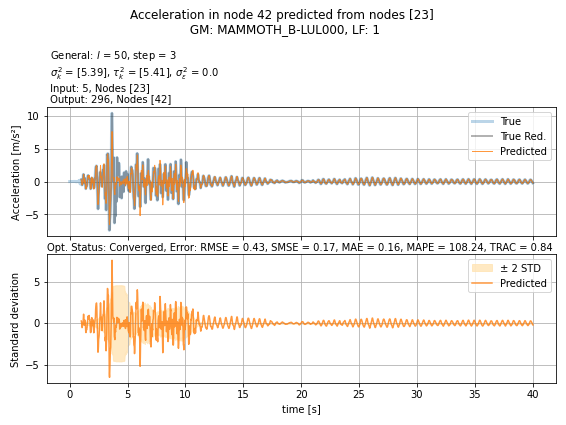 Acceleration in node 42 predicted from nodes [23]
GM: MAMMOTH_B-LUL000, LF: 1
General: l = 50, step = 3
σ²ₖ = [5.39], τ²ₖ = [5.41], σ²ε = 0.0
Input: 5, Nodes [23]
Output: 296, Nodes [42]
Acceleration [m/s²]
10
5
0
−5
True
True Red.
Predicted
Opt. Status: Converged, Error: RMSE = 0.43, SMSE = 0.17, MAE = 0.16, MAPE = 108.24, TRAC = 0.84
Standard deviation
5
0
−5
± 2 STD
Predicted
0 5 10 15 20 25 30 35 40
time [s]